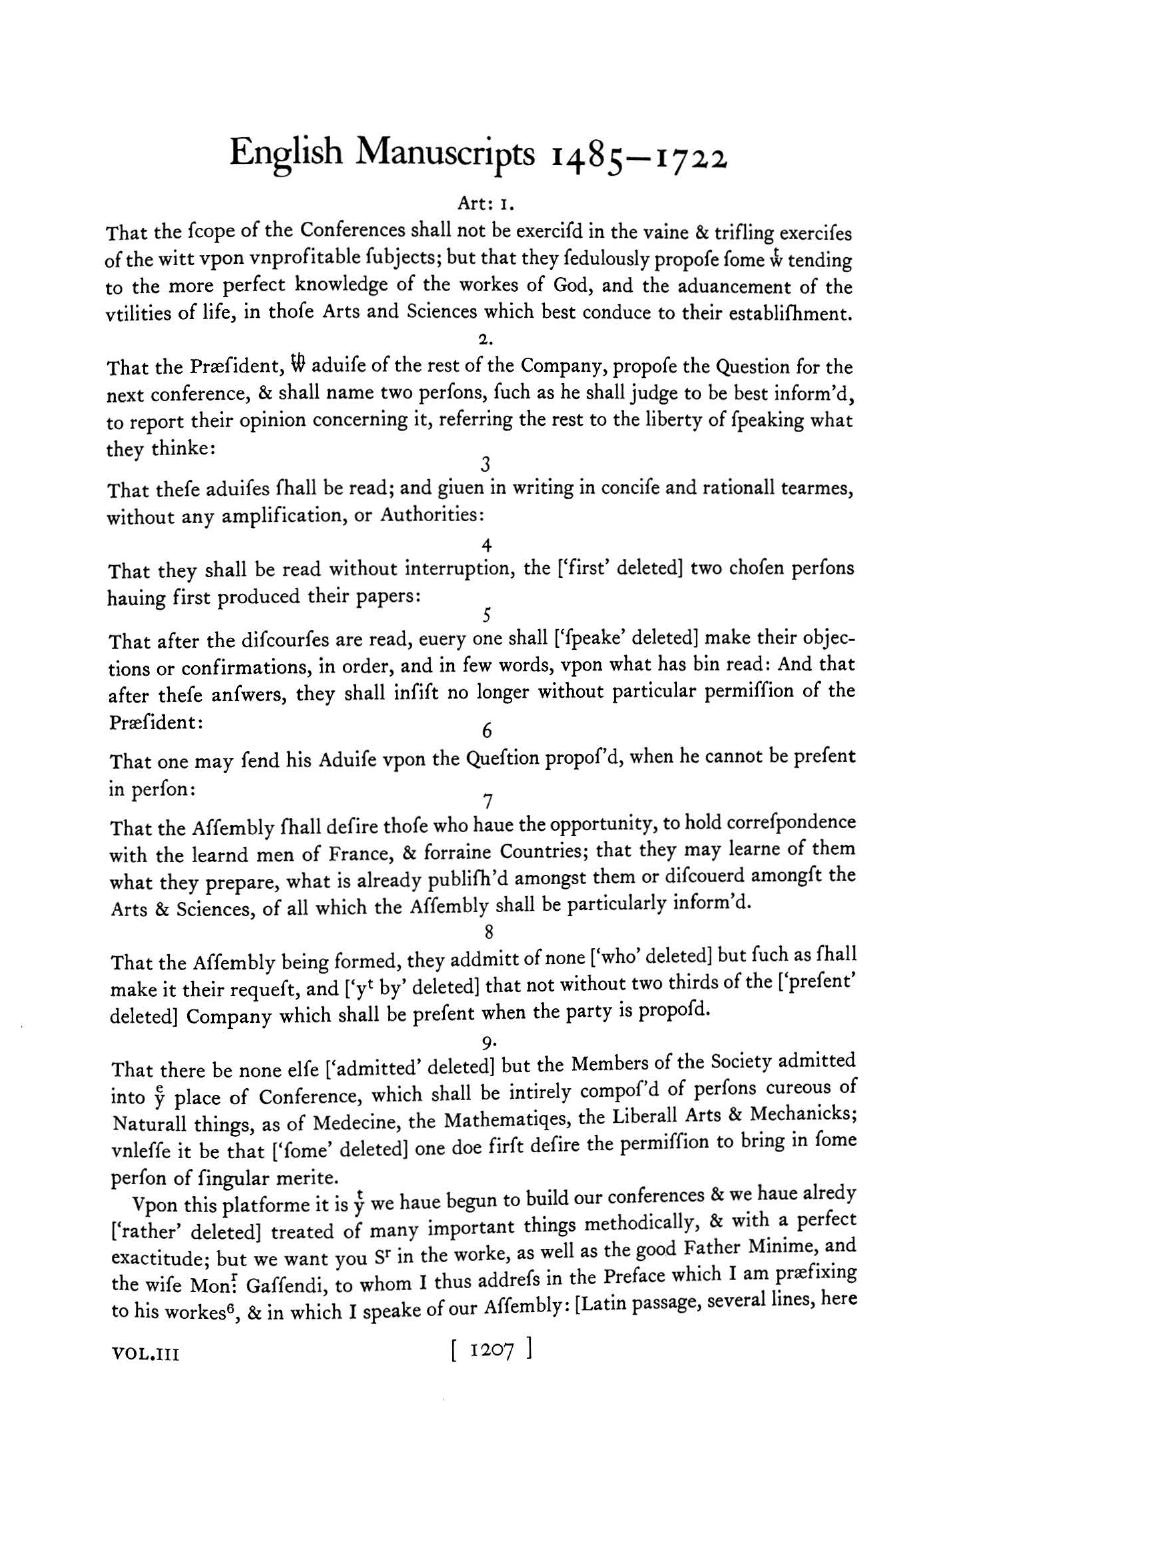 English Manuscripts 1485—1722
Art: 1.
That the ſcope of the Conferences shall not be exerciſd in the vaine & trifling exerciſes
of the witt vpon vnprofitable ſubjects; but that they ſedulously propoſe ſome wͭ tending
to the more perfect knowledge of the workes of God, and the aduancement of the
vtilities of life, in thoſe Arts and Sciences which best conduce to their establiſhment.
2.
That the Præſident, aduiſe of the rest of the Company, propoſe the Question for the
next conference, & shall name two perſons, ſuch as he shall judge to be best inform’d,
to report their opinion concerning it, referring the rest to the liberty of ſpeaking what
they thinke:
3
That theſe aduiſes ſhall be read; and giuen in writing in conciſe and rationall tearmes,
without any amplification, or Authorities:
4
That they shall be read without interruption, the [‘first’ deleted] two choſen perſons
hauing first produced their papers:
5
That after the diſcourſes are read, euery one shall [‘ſpeake’ deleted] make their objec-
tions or confirmations, in order, and in few words, vpon what has bin read: And that
after theſe anſwers, they shall inſiſt no longer without particular permiſſion of the
Præſident:
6
That one may ſend his Aduiſe vpon the Queſtion propoſ’d, when he cannot be preſent
in perſon:
7
That the Aſſembly ſhall deſire thoſe who haue the opportunity, to hold correſpondence
with the learnd men of France, & forraine Countries; that they may learne of them
what they prepare, what is already publiſh’d amongst them or diſcouerd amongſt the
Arts & Sciences, of all which the Aſſembly shall be particularly inform’d.
8
That the Aſſembly being formed, they addmitt of none [‘who’ deleted] but ſuch as ſhall
make it their requeſt, and [‘yᵗ by’ deleted] that not without two thirds of the [‘preſent’
deleted] Company which shall be preſent when the party is propoſd.
9.
That there be none elſe [‘admitted’ deleted] but the Members of the Society admitted
into yͤ place of Conference, which shall be intirely compoſ’d of perſons cureous of
Naturall things, as of Medecine, the Mathematiqes, the Liberall Arts & Mechanicks;
vnleſſe it be that [‘ſome’ deleted] one doe firſt deſire the permiſſion to bring in ſome
perſon of ſingular merite.
Vpon this platforme it is yͭ we haue begun to build our conferences & we haue alredy
[‘rather’ deleted] treated of many important things methodically, & with a perfect
exactitude; but we want you Sʳ in the worke, as well as the good Father Minime, and
the wiſe Monʳ: Gaſſendi, to whom I thus addreſs in the Preface which I am præfixing
to his workes⁶, & in which I speake of our Aſſembly: [Latin passage, several lines, here
VOL.III
[ 1207 ]